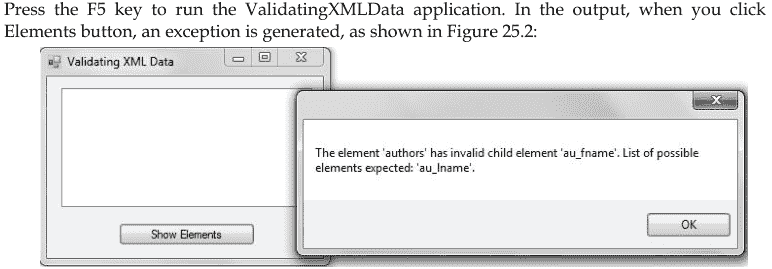 Press the F5 key to run the ValidatingXMLData application. In the output, when you click
Elements button, an exception is generated, as shown in Figure 25.2:
Validating XML Data
The element 'authors' has invalid child element 'au_fname'. List of possible
elements expected: 'au_lname'.
OK
Show Elements